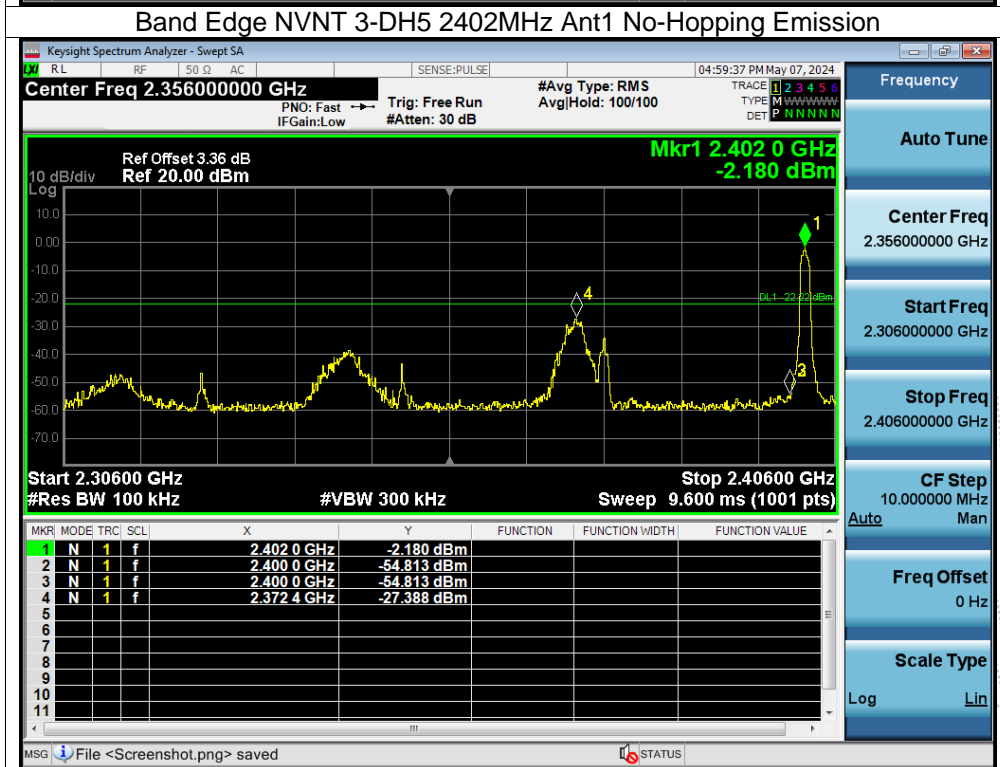 Band Edge NVNT 3-DH5 2402MHz Ant1 No-Hopping Emission
Keysight Spectrum Analyzer - Swept SA
LXI RL RF 50 Ω AC SENSE:PULSE 04:59:37 PM May 07, 2024
Center Freq 2.356000000 GHz
PNO: Fast
IFGain:Low
Trig: Free Run
#Atten: 30 dB
#Avg Type: RMS
Avg|Hold: 100/100
TRACE 1 2 3 4 5 6
TYPE M WWWWW
DET P N N N N N
Mkr1 2.402 0 GHz
-2.180 dBm
Ref Offset 3.36 dB
10 dB/div Ref 20.00 dBm
Log
10.0
0.00
-10.0
-20.0
-30.0
-40.0
-50.0
-60.0
-70.0
1
4
DL1 -22.22 dBm
3
Start 2.30600 GHz Stop 2.40600 GHz
#Res BW 100 kHz #VBW 300 kHz Sweep 9.600 ms (1001 pts)
MKR MODE TRC SCL X Y FUNCTION FUNCTION WIDTH FUNCTION VALUE
1 N 1 f 2.402 0 GHz -2.180 dBm
2 N 1 f 2.400 0 GHz -54.813 dBm
3 N 1 f 2.400 0 GHz -54.813 dBm
4 N 1 f 2.372 4 GHz -27.388 dBm
5
6
7
8
9
10
11
MSG File <Screenshot.png> saved STATUS
Frequency
Auto Tune
Center Freq
2.356000000 GHz
Start Freq
2.306000000 GHz
Stop Freq
2.406000000 GHz
CF Step
10.000000 MHz
Auto Man
Freq Offset
0 Hz
Scale Type
Log Lin